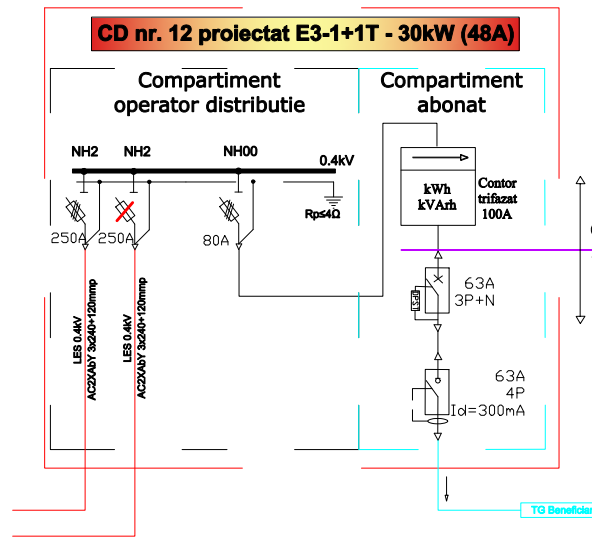 CD nr. 12 proiectat E3-1+1T - 30kW (48A)
Compartiment
operator distributie
Compartiment
abonat
NH2
NH2
NH00
0.4kV
kWh
kVArh
Contor
trifazat
100A
Rp≤4Ω
250A
250A
80A
63A
3P+N
DPST
LES 0.4kV
AC2XAbY 3x240+120mmp
LES 0.4kV
AC2XAbY 3x240+120mmp
63A
4P
Id=300mA
TG Beneficiar